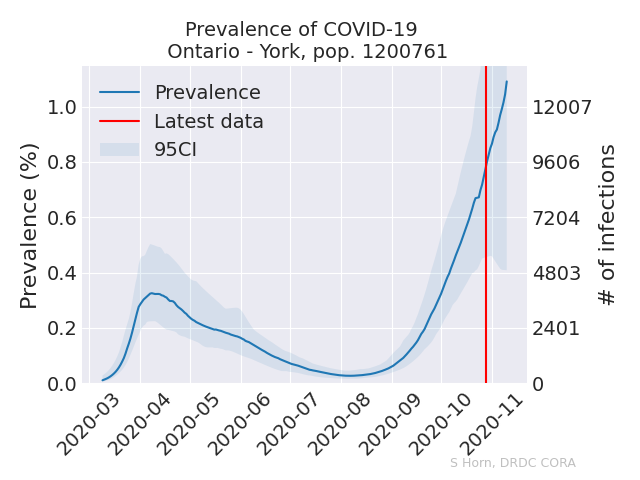 Prevalence of COVID-19
Ontario - York, pop. 1200761
Prevalence
Latest data
95CI
Prevalence (%)
1.0
0.8
0.6
0.4
0.2
0.0
12007
9606
7204
4803
2401
0
# of infections
2020-03
2020-04
2020-05
2020-06
2020-07
2020-08
2020-09
2020-10
2020-11
S Horn, DRDC CORA